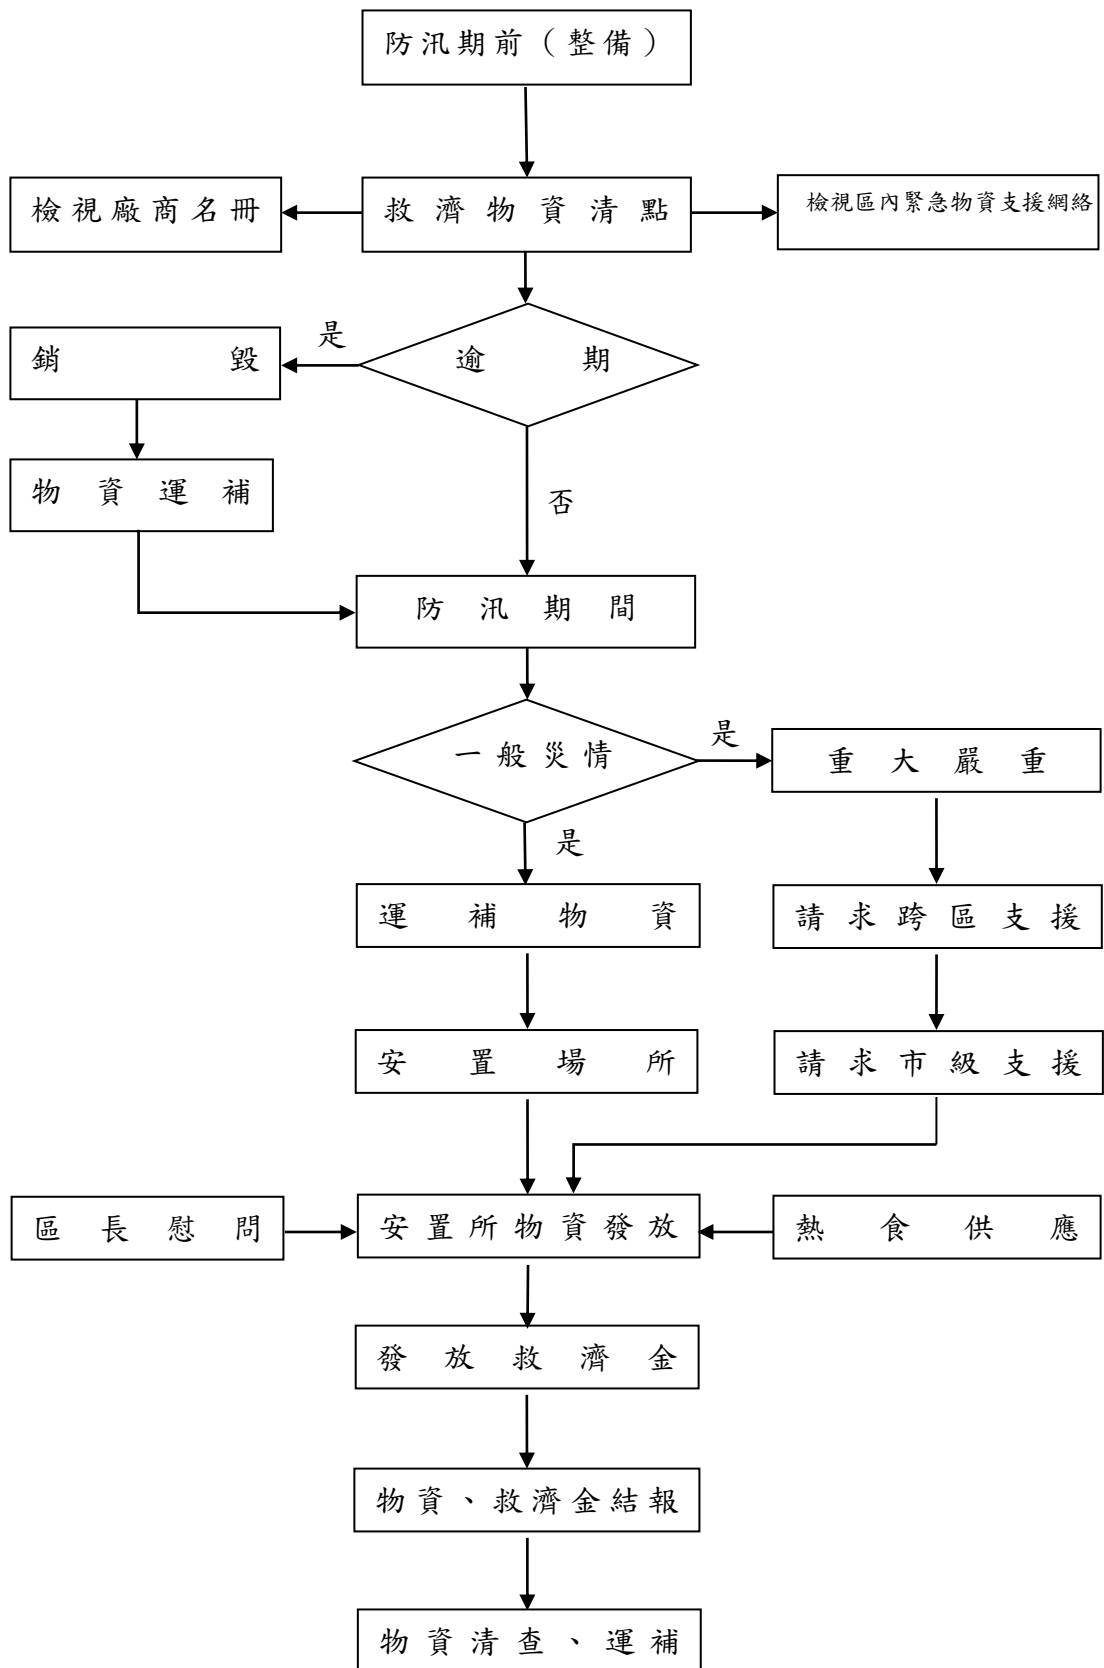 防汛期前（整備）
檢視廠商名冊
救濟物資清點
檢視區內緊急物資支援網絡
是
銷毀
逾期
物資運補
否
防汛期間
一般災情
是
重大嚴重
是
運補物資
請求跨區支援
安置場所
請求市級支援
區長慰問
安置所物資發放
熱食供應
發放救濟金
物資、救濟金結報
物資清查、運補